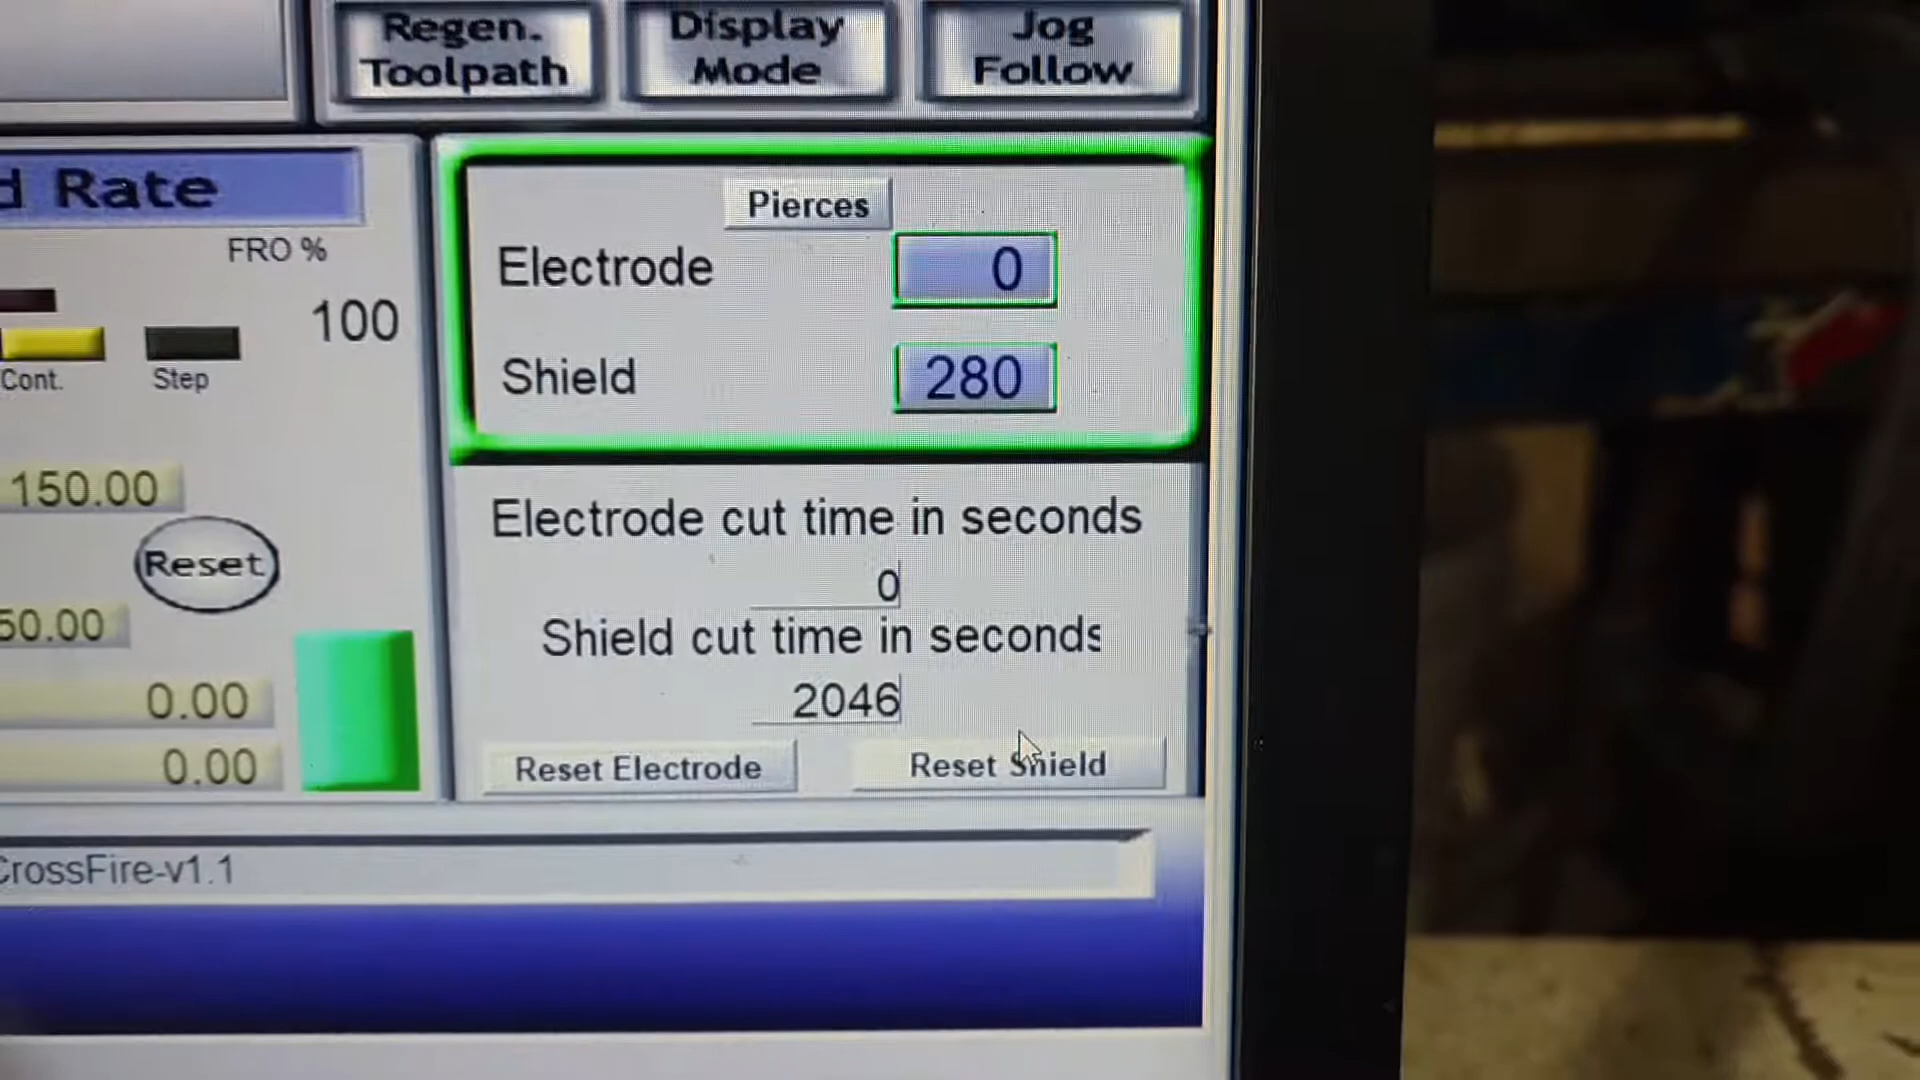 Regen.
Toolpath
Display
Mode
Jog
Follow
d Rate
FRO %
100
Cont.
Step
150.00
Reset
50.00
0.00
0.00
Pierces
Electrode 0
Shield 280
Electrode cut time in seconds
0
Shield cut time in seconds
2046
Reset Electrode
Reset Shield
CrossFire-v1.1